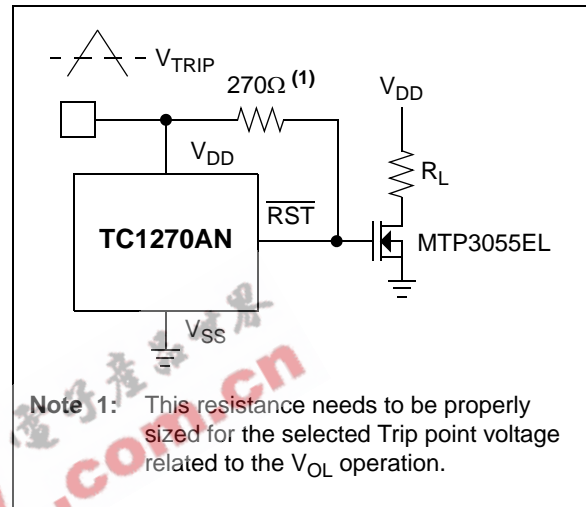 V_TRIP
270Ω (1)
V_DD
V_DD
R_L
RST
TC1270AN
MTP3055EL
V_SS
Note 1: This resistance needs to be properly
sized for the selected Trip point voltage
related to the V_OL operation.
.com.cn